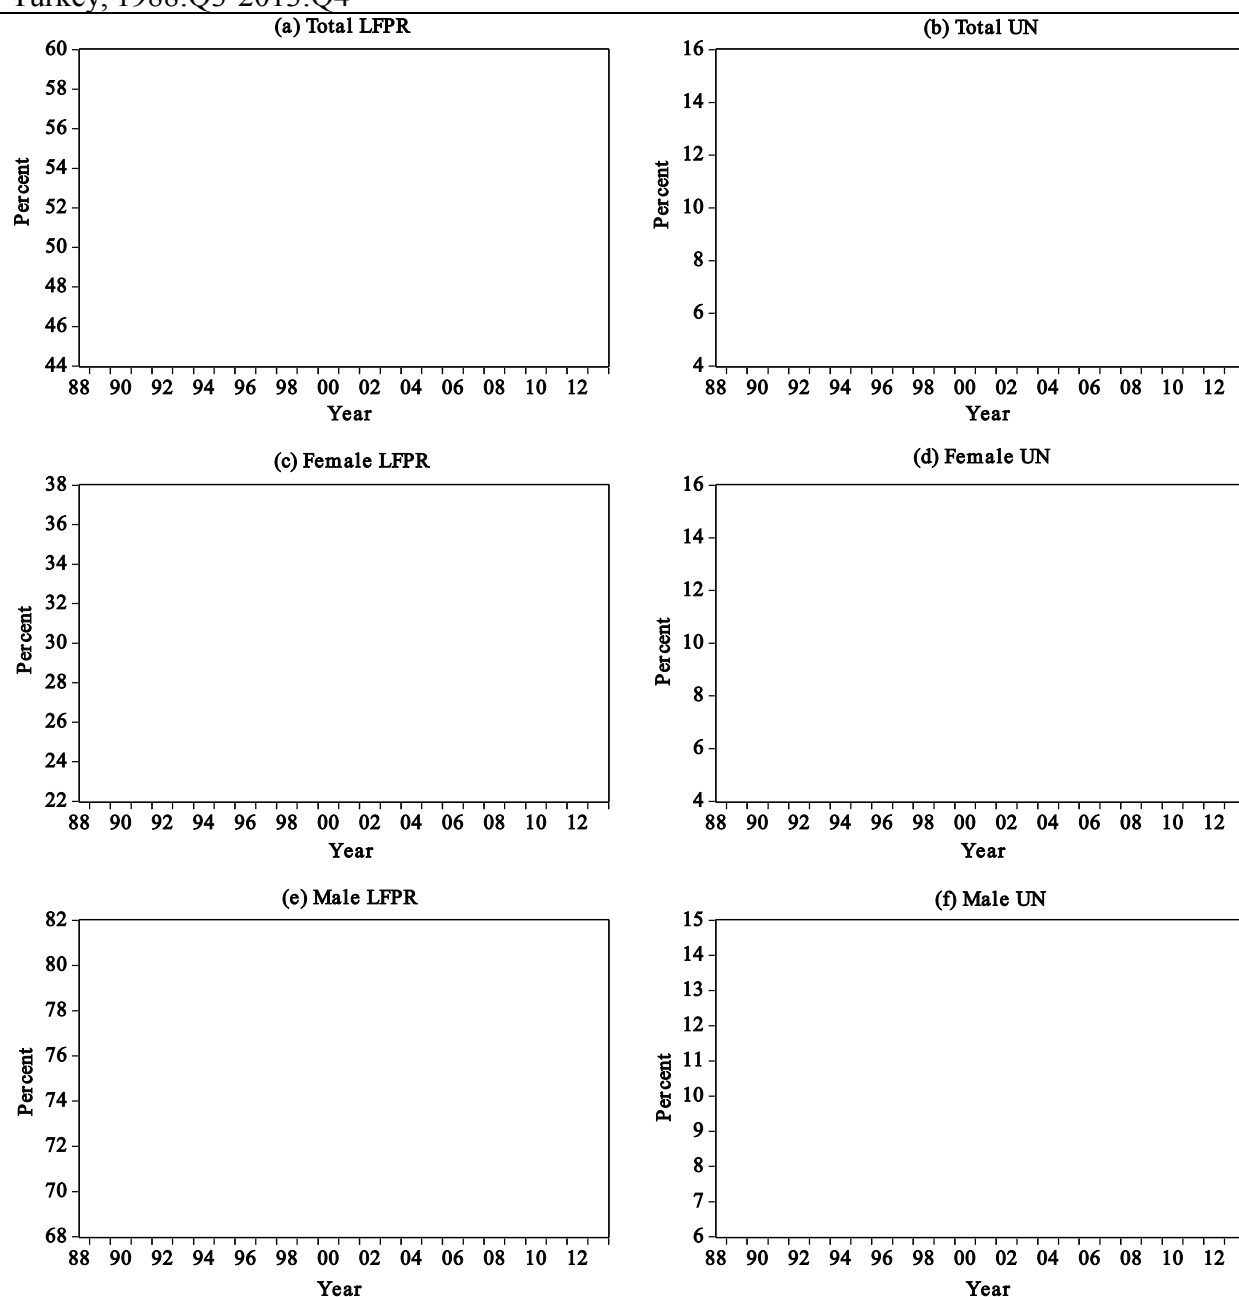 Turkey, 1988:Q3-2013:Q4
(a) Total LFPR
60
58
56
54
52
50
48
46
44
Percent
88 90 92 94 96 98 00 02 04 06 08 10 12
Year
(b) Total UN
16
14
12
10
8
6
4
Percent
88 90 92 94 96 98 00 02 04 06 08 10 12
Year
(c) Female LFPR
38
36
34
32
30
28
26
24
22
Percent
88 90 92 94 96 98 00 02 04 06 08 10 12
Year
(d) Female UN
16
14
12
10
8
6
4
Percent
88 90 92 94 96 98 00 02 04 06 08 10 12
Year
(e) Male LFPR
82
80
78
76
74
72
70
68
Percent
88 90 92 94 96 98 00 02 04 06 08 10 12
Year
(f) Male UN
15
14
13
12
11
10
9
8
7
6
Percent
88 90 92 94 96 98 00 02 04 06 08 10 12
Year